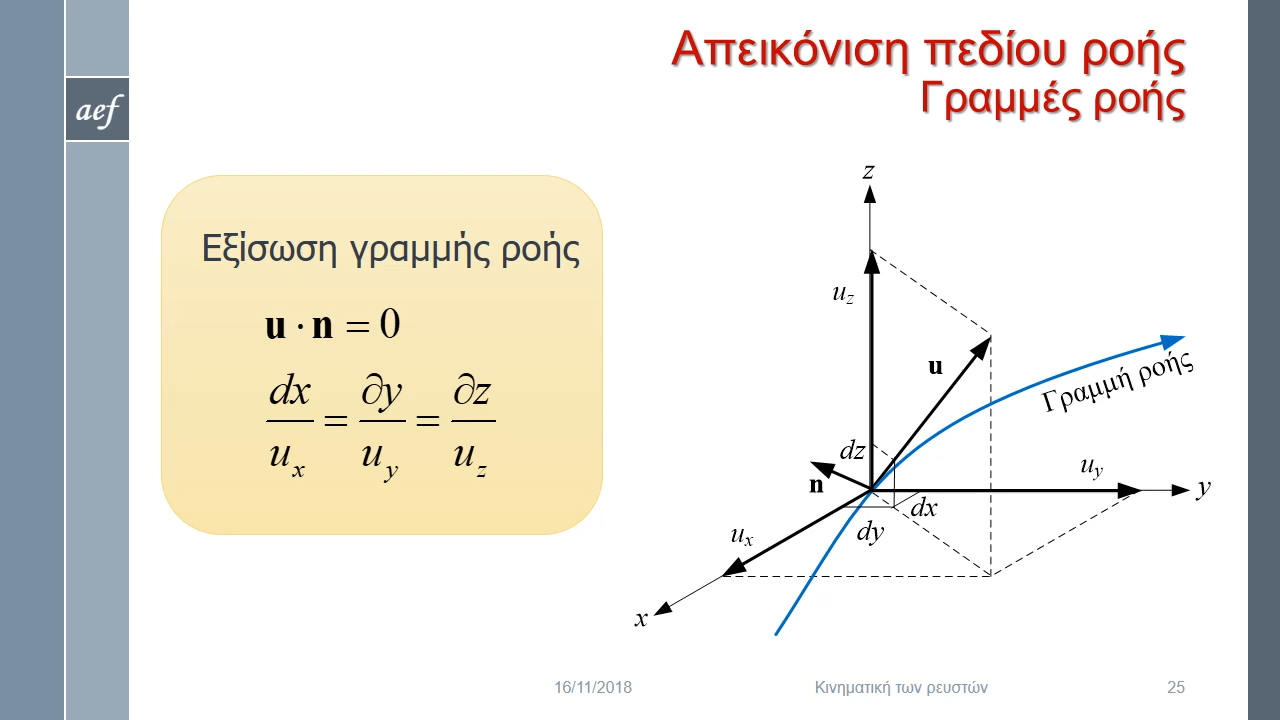 Απεικόνιση πεδίου ροής
Γραμμές ροής
aef
Εξίσωση γραμμής ροής
u · n = 0
dx/u_x = ∂y/u_y = ∂z/u_z
z
u_z
u
Γραμμή ροής
dz
n
u_y
y
dx
dy
u_x
x
16/11/2018
Κινηματική των ρευστών
25